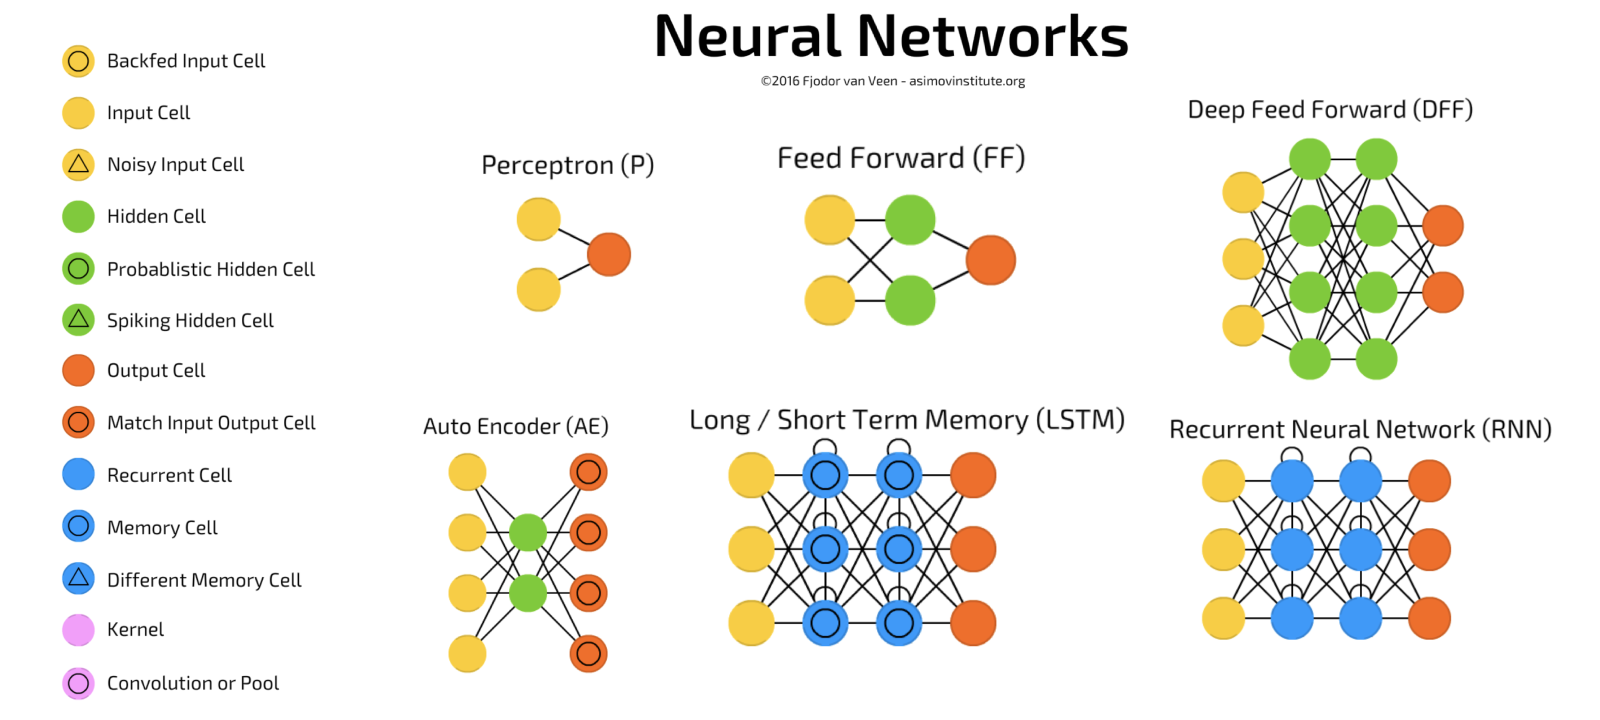 Neural Networks
©2016 Fjodor van Veen - asimovinstitute.org
Backfed Input Cell
Input Cell
Noisy Input Cell
Hidden Cell
Probablistic Hidden Cell
Spiking Hidden Cell
Output Cell
Match Input Output Cell
Recurrent Cell
Memory Cell
Different Memory Cell
Kernel
Convolution or Pool
Perceptron (P)
Feed Forward (FF)
Deep Feed Forward (DFF)
Auto Encoder (AE)
Long / Short Term Memory (LSTM)
Recurrent Neural Network (RNN)